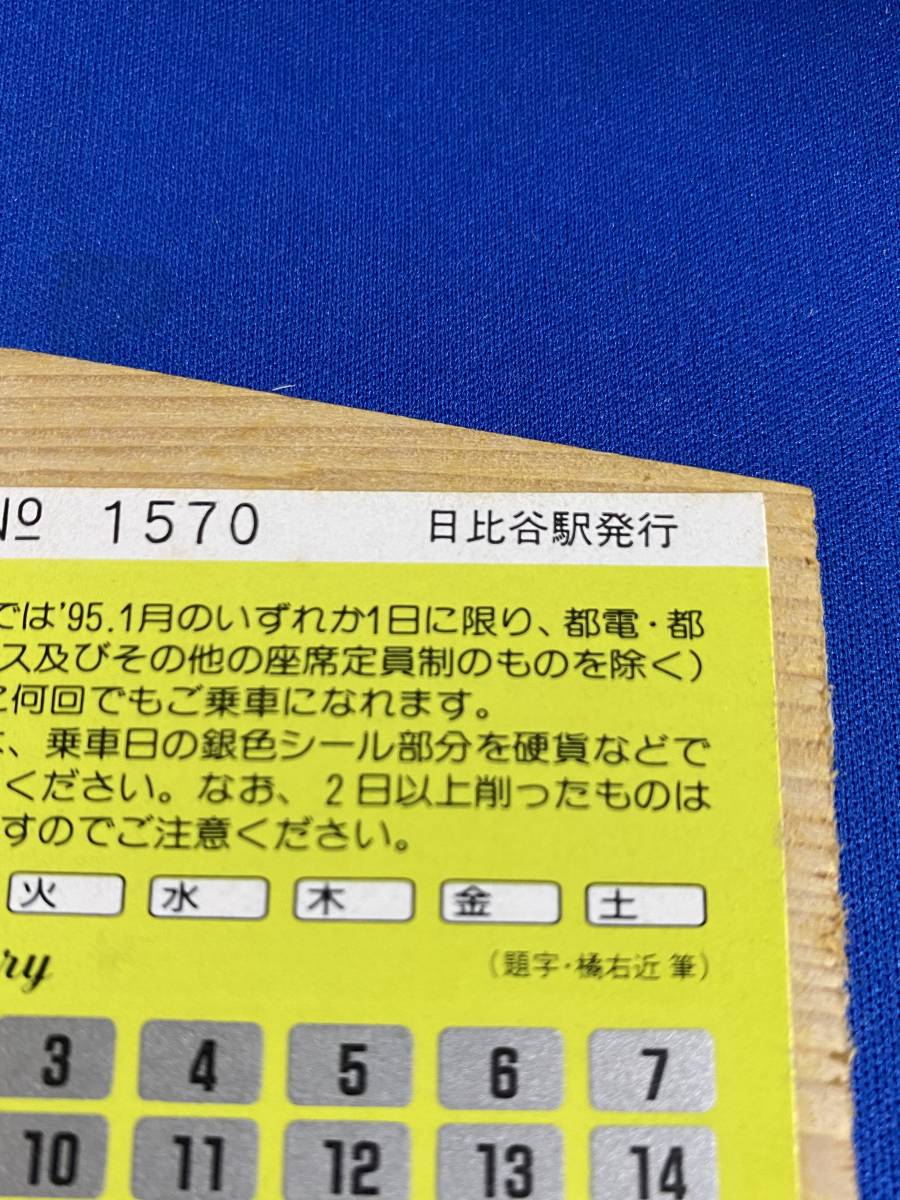 No 1570 日比谷駅発行
では'95.1月のいずれか1日に限り、都電・都
ス及びその他の座席定員制のものを除く)
に何回でもご乗車になれます。
、乗車日の銀色シール部分を硬貨などで
ください。なお、2日以上削ったものは
すのでご注意ください。
火 水 木 金 土
ry (題字・橘右近 筆)
3 4 5 6 7
10 11 12 13 14